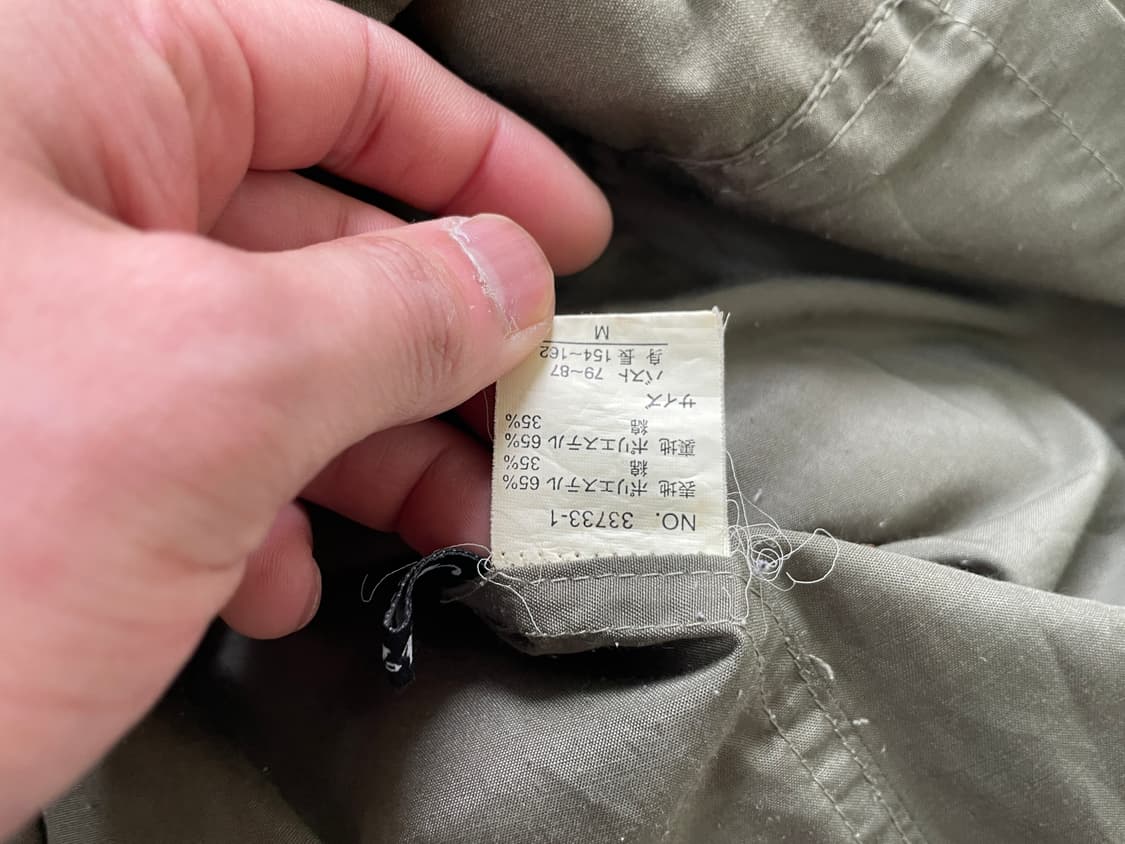 NO. 33733-1
表地 ポリエステル 65%
綿 35%
裏地 ポリエステル 65%
綿 35%
サイズ
バスト 79~87
身長 154~162
M